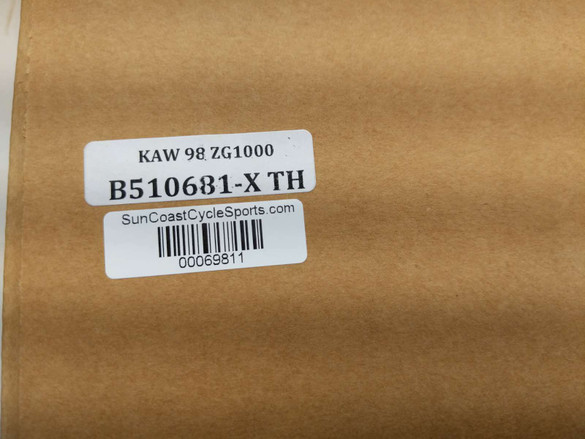 KAW 98 ZG1000
B510681-X TH
SunCoastCycleSports.com
00069811